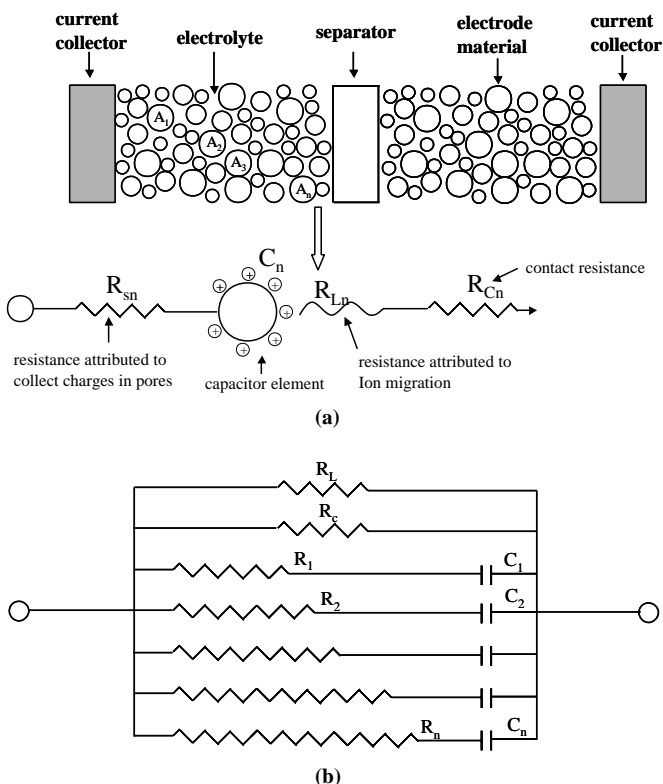 current
collector
electrolyte
separator
electrode
material
current
collector
A1
A2
A3
An
Rsn
Cn
RLn
RCn
contact resistance
resistance attributed to
collect charges in pores
capacitor element
resistance attributed to
Ion migration
(a)
RL
Rc
R1
C1
R2
C2
Rn
Cn
(b)